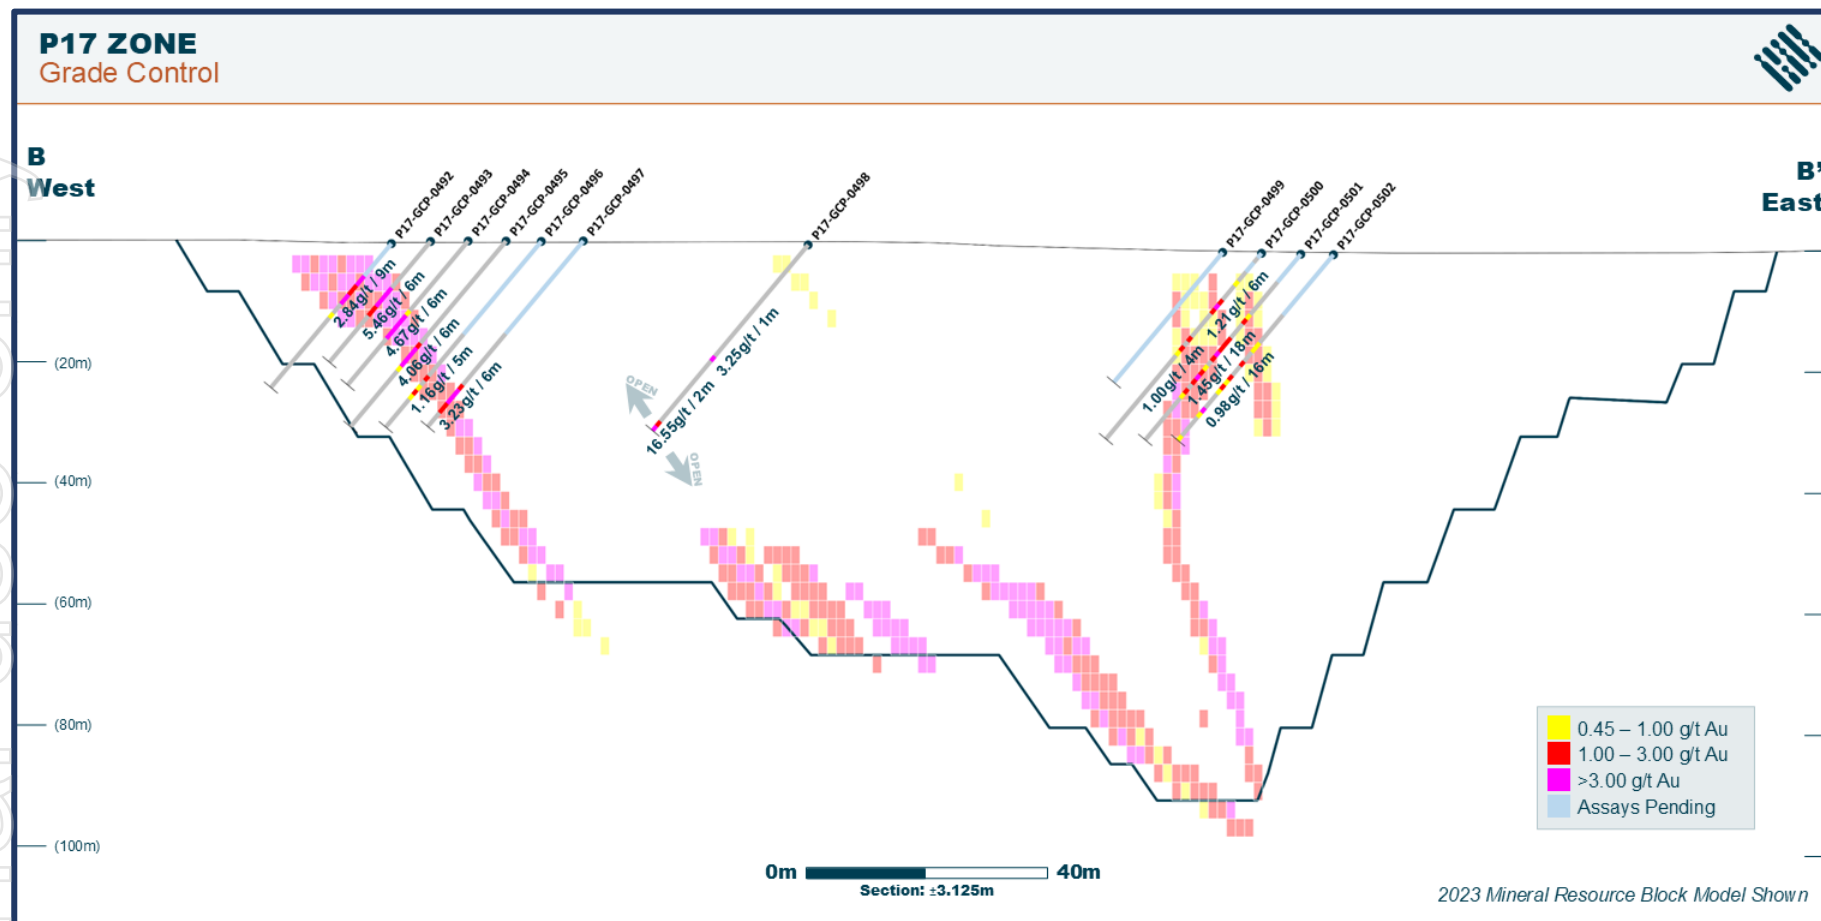 P17 ZONE
Grade Control
B
West
B'
East
P17-GCP-0492
P17-GCP-0493
P17-GCP-0494
P17-GCP-0495
P17-GCP-0496
P17-GCP-0497
P17-GCP-0498
P17-GCP-0499
P17-GCP-0500
P17-GCP-0501
P17-GCP-0502
2.84g/t / 9m
5.46g/t / 6m
4.67g/t / 6m
4.06g/t / 6m
1.16g/t / 5m
3.23g/t / 6m
3.25g/t / 1m
16.55g/t / 2m
1.21g/t / 6m
1.00g/t / 4m
1.45g/t / 18m
0.98g/t / 16m
OPEN
OPEN
(20m)
(40m)
(60m)
(80m)
(100m)
0.45 – 1.00 g/t Au
1.00 – 3.00 g/t Au
>3.00 g/t Au
Assays Pending
0m 40m
Section: ±3.125m
2023 Mineral Resource Block Model Shown